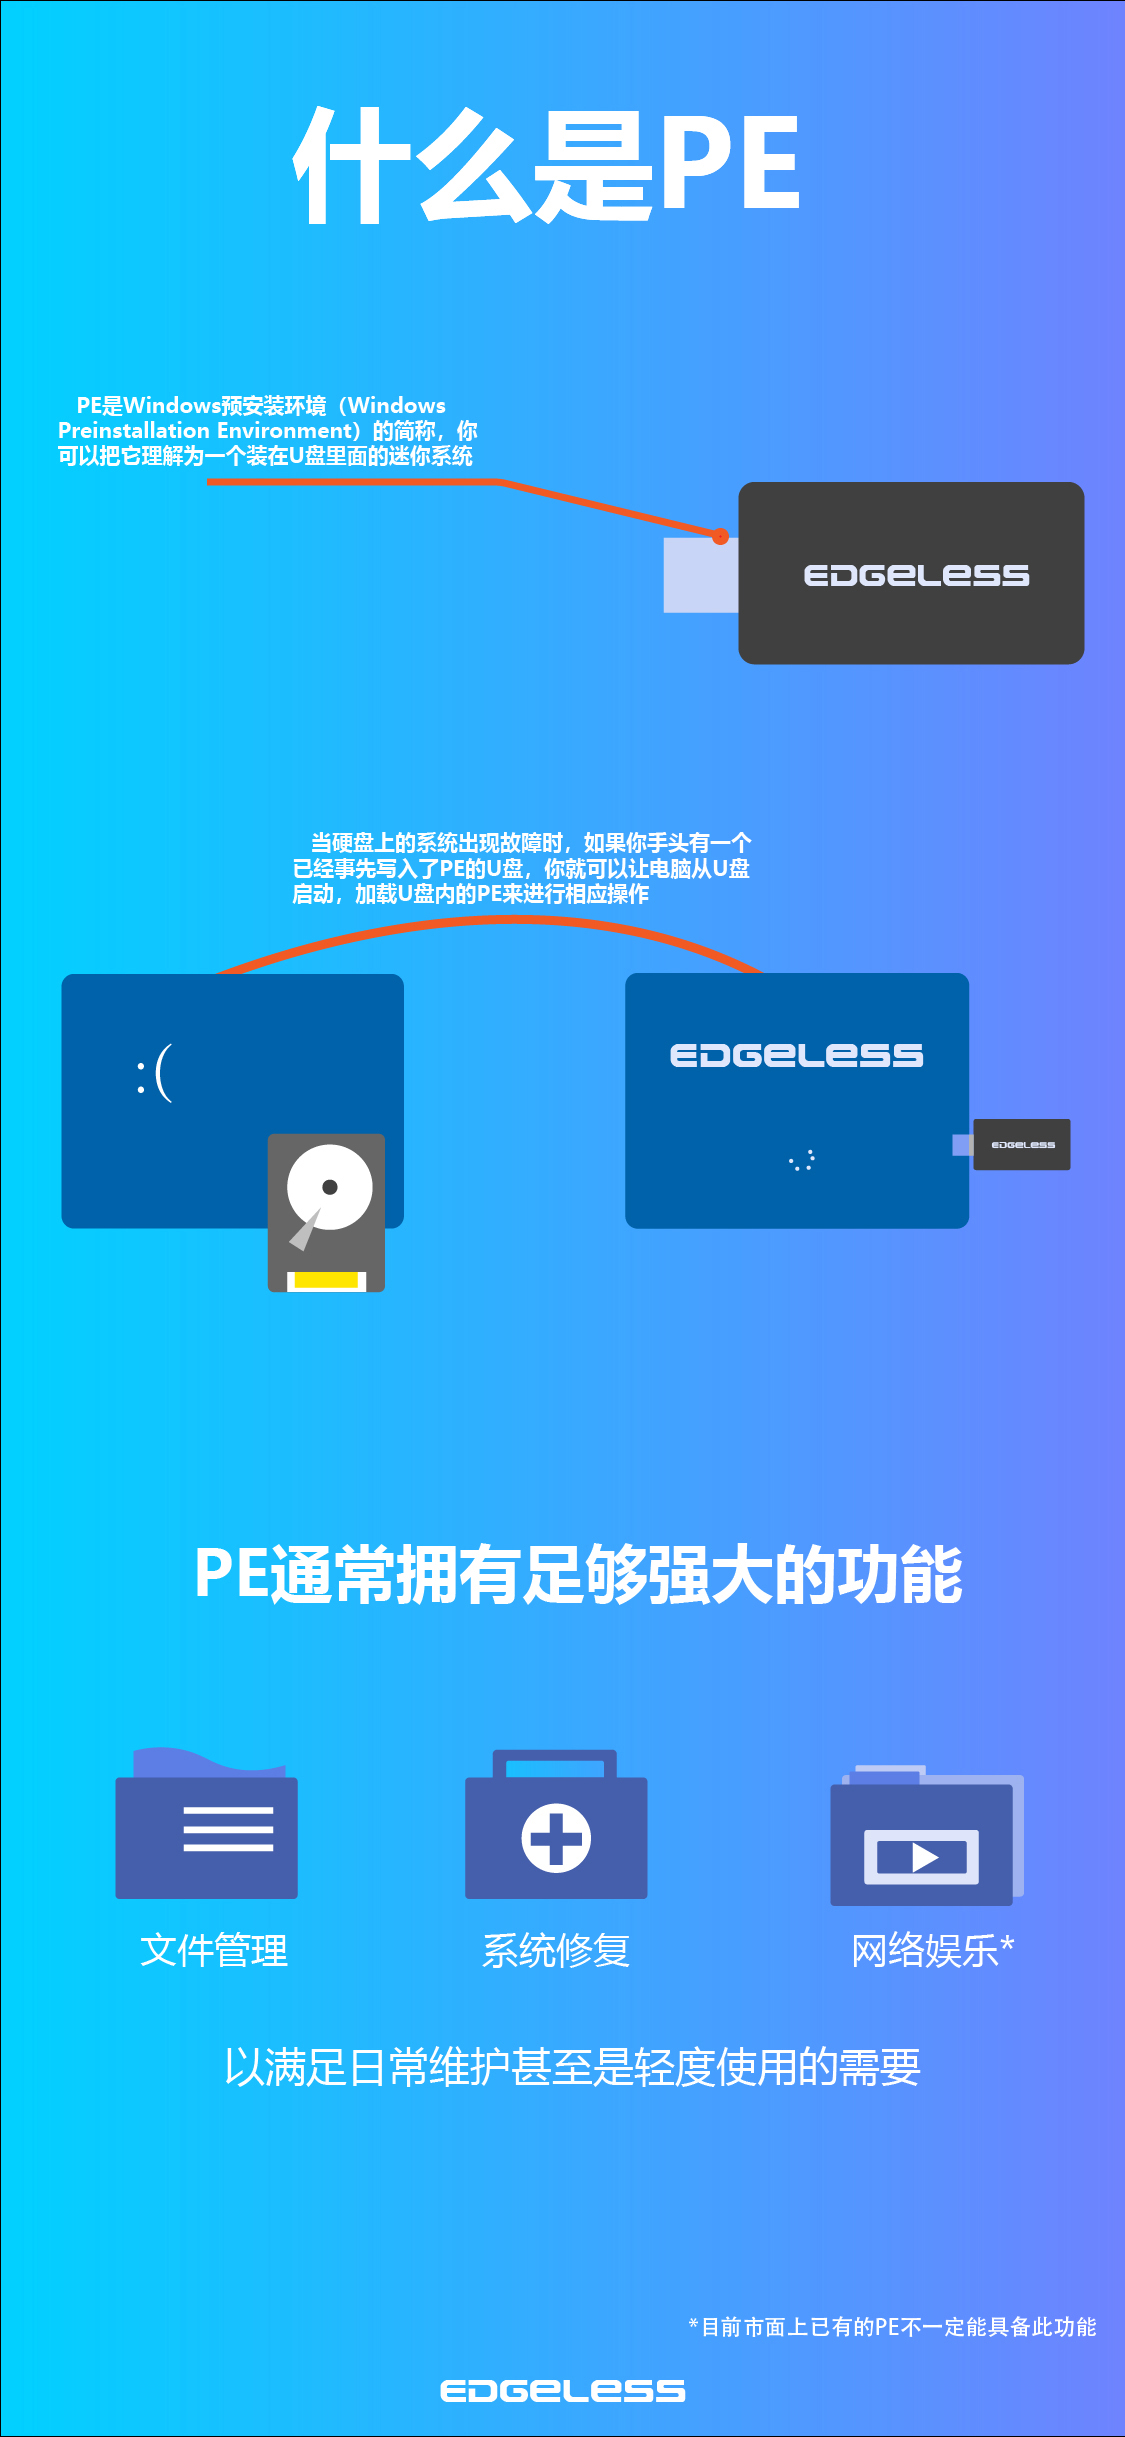 什么是PE
PE是Windows预安装环境（Windows
Preinstallation Environment）的简称，你
可以把它理解为一个装在U盘里面的迷你系统
EDGELESS
当硬盘上的系统出现故障时，如果你手头有一个
已经事先写入了PE的U盘，你就可以让电脑从U盘
启动，加载U盘内的PE来进行相应操作
:(
EDGELESS
EDGELESS
PE通常拥有足够强大的功能
文件管理
系统修复
网络娱乐*
以满足日常维护甚至是轻度使用的需要
*目前市面上已有的PE不一定能具备此功能
EDGELESS